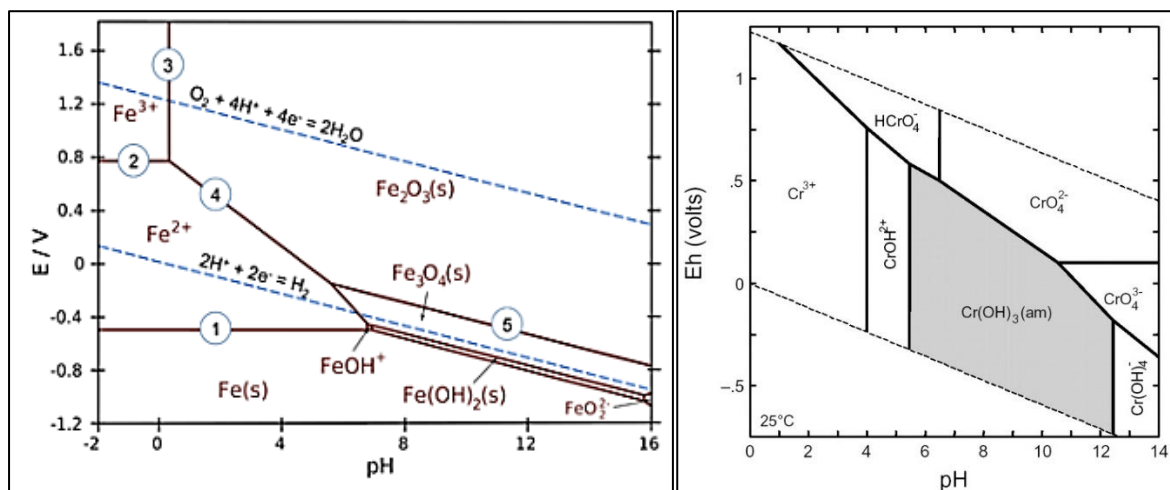 1.6
1.2
0.8
0.4
0
-0.4
-0.8
-1.2
E / V
-2
0
4
8
12
16
pH
3
Fe³⁺
O₂ + 4H⁺ + 4e⁻ = 2H₂O
2
4
Fe₂O₃(s)
Fe²⁺
2H⁺ + 2e⁻ = H₂
Fe₃O₄(s)
5
1
FeOH⁺
Fe(OH)₂(s)
Fe(s)
FeO₂²⁻
1
.5
0
−.5
Eh (volts)
0
2
4
6
8
10
12
14
pH
HCrO₄⁻
Cr³⁺
CrOH²⁺
CrO₄²⁻
CrO₄³⁻
Cr(OH)₃(am)
Cr(OH)₄⁻
25°C